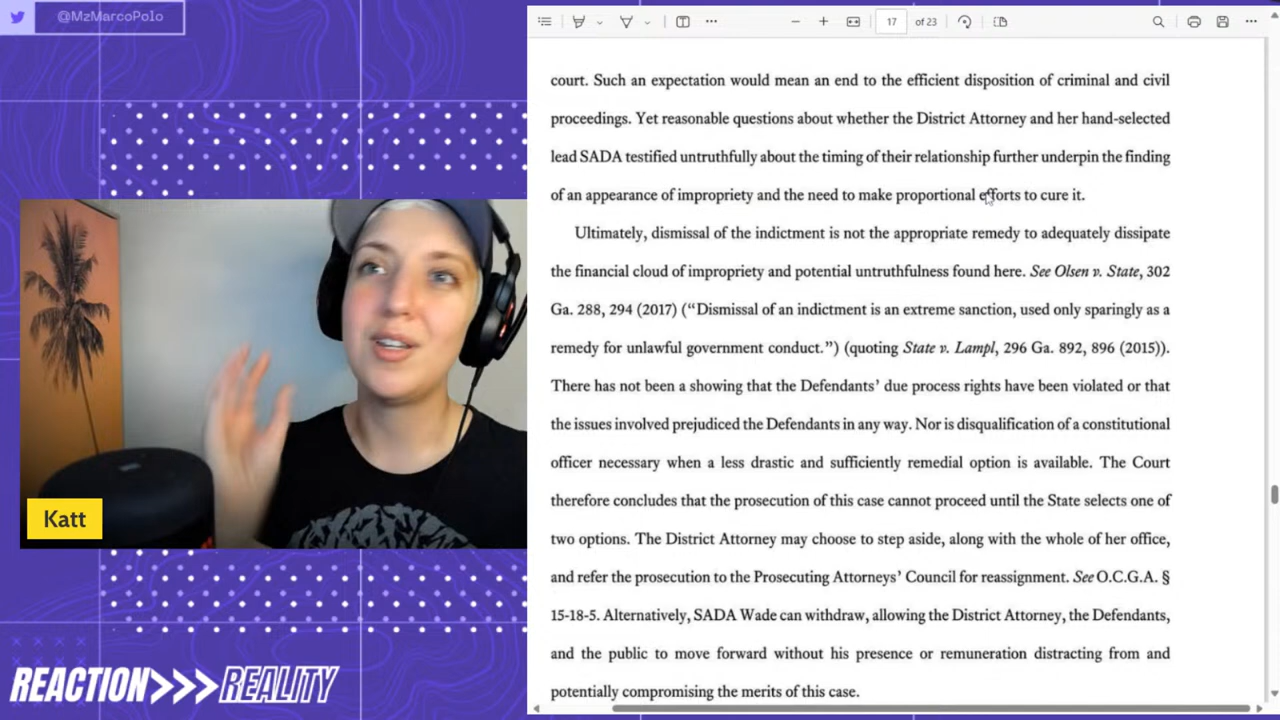 @MzMarcoPolo
17 of 23
court. Such an expectation would mean an end to the efficient disposition of criminal and civil
proceedings. Yet reasonable questions about whether the District Attorney and her hand-selected
lead SADA testified untruthfully about the timing of their relationship further underpin the finding
of an appearance of impropriety and the need to make proportional efforts to cure it.
Ultimately, dismissal of the indictment is not the appropriate remedy to adequately dissipate
the financial cloud of impropriety and potential untruthfulness found here. See Olsen v. State, 302
Ga. 288, 294 (2017) (“Dismissal of an indictment is an extreme sanction, used only sparingly as a
remedy for unlawful government conduct.”) (quoting State v. Lampl, 296 Ga. 892, 896 (2015)).
There has not been a showing that the Defendants’ due process rights have been violated or that
the issues involved prejudiced the Defendants in any way. Nor is disqualification of a constitutional
officer necessary when a less drastic and sufficiently remedial option is available. The Court
therefore concludes that the prosecution of this case cannot proceed until the State selects one of
two options. The District Attorney may choose to step aside, along with the whole of her office,
and refer the prosecution to the Prosecuting Attorneys’ Council for reassignment. See O.C.G.A. §
15-18-5. Alternatively, SADA Wade can withdraw, allowing the District Attorney, the Defendants,
and the public to move forward without his presence or remuneration distracting from and
potentially compromising the merits of this case.
Katt
REACTION>>>REALITY